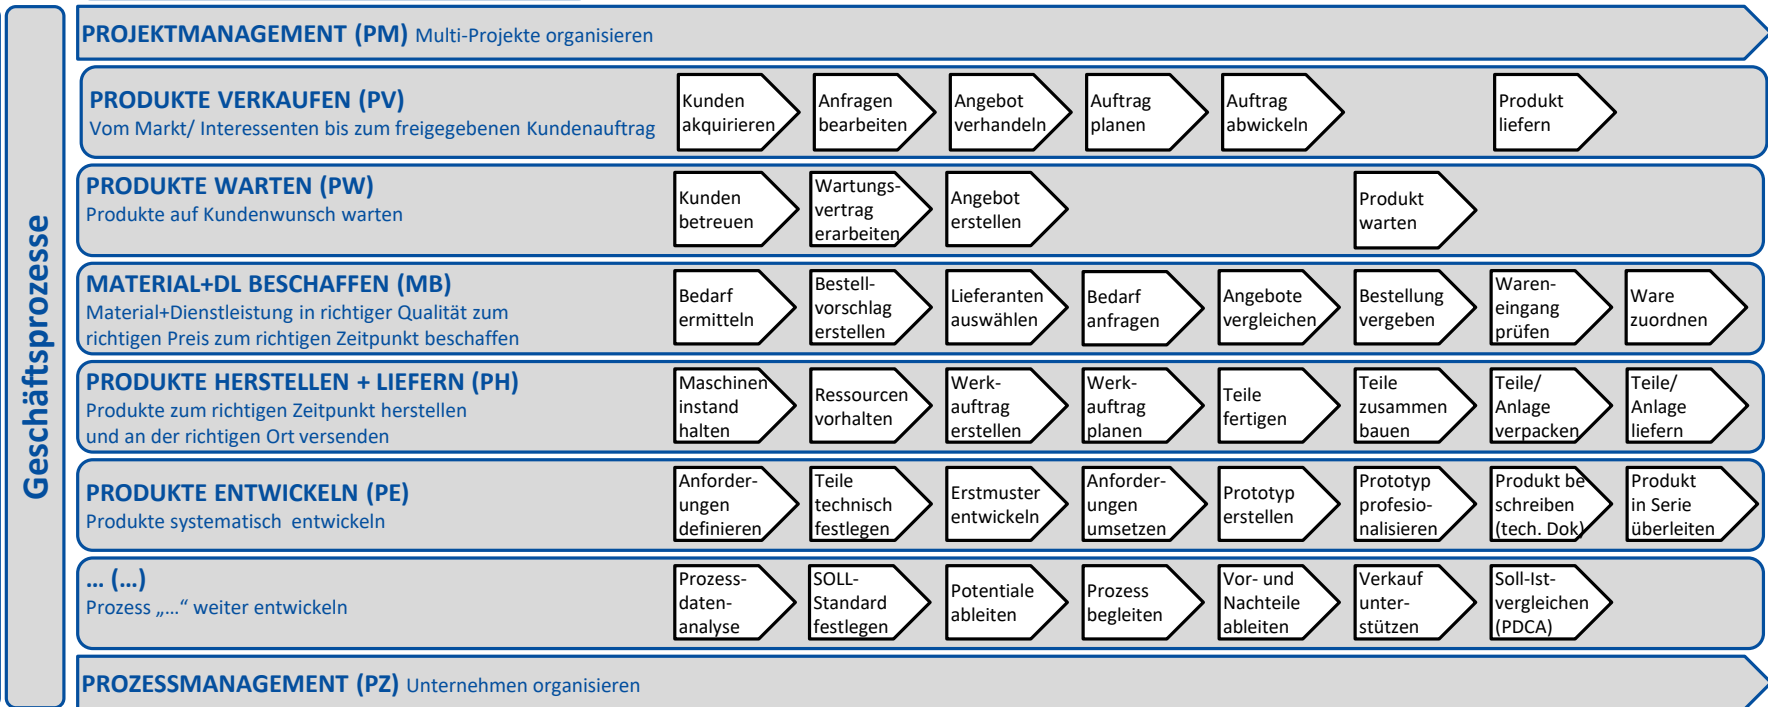 Geschäftsprozesse
PROJEKTMANAGEMENT (PM) Multi-Projekte organisieren
PRODUKTE VERKAUFEN (PV)
Vom Markt/ Interessenten bis zum freigegebenen Kundenauftrag
Kunden
akquirieren
Anfragen
bearbeiten
Angebot
verhandeln
Auftrag
planen
Auftrag
abwickeln
Produkt
liefern
PRODUKTE WARTEN (PW)
Produkte auf Kundenwunsch warten
Kunden
betreuen
Wartungs-
vertrag
erarbeiten
Angebot
erstellen
Produkt
warten
MATERIAL+DL BESCHAFFEN (MB)
Material+Dienstleistung in richtiger Qualität zum
richtigen Preis zum richtigen Zeitpunkt beschaffen
Bedarf
ermitteln
Bestell-
vorschlag
erstellen
Lieferanten
auswählen
Bedarf
anfragen
Angebote
vergleichen
Bestellung
vergeben
Waren-
eingang
prüfen
Ware
zuordnen
PRODUKTE HERSTELLEN + LIEFERN (PH)
Produkte zum richtigen Zeitpunkt herstellen
und an der richtigen Ort versenden
Maschinen
instand
halten
Ressourcen
vorhalten
Werk-
auftrag
erstellen
Werk-
auftrag
planen
Teile
fertigen
Teile
zusammen
bauen
Teile/
Anlage
verpacken
Teile/
Anlage
liefern
PRODUKTE ENTWICKELN (PE)
Produkte systematisch entwickeln
Anforder-
ungen
definieren
Teile
technisch
festlegen
Erstmuster
entwickeln
Anforder-
ungen
umsetzen
Prototyp
erstellen
Prototyp
profesio-
nalisieren
Produkt be
schreiben
(tech. Dok)
Produkt
in Serie
überleiten
... (...)
Prozess „...“ weiter entwickeln
Prozess-
daten-
analyse
SOLL-
Standard
festlegen
Potentiale
ableiten
Prozess
begleiten
Vor- und
Nachteile
ableiten
Verkauf
unter-
stützen
Soll-Ist-
vergleichen
(PDCA)
PROZESSMANAGEMENT (PZ) Unternehmen organisieren